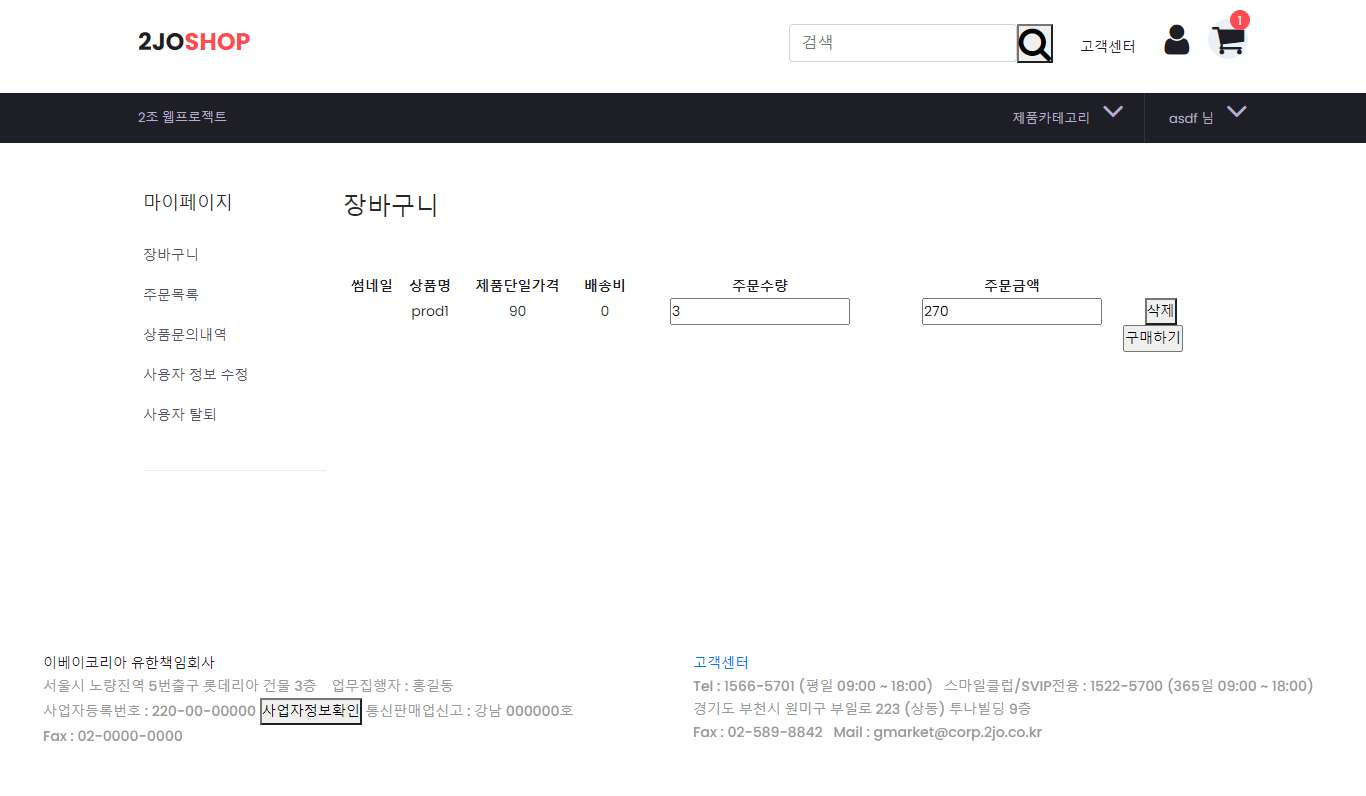 2JOSHOP
검색
고객센터
1
2조 웹프로젝트
제품카테고리
asdf 님
마이페이지
장바구니
주문목록
상품문의내역
사용자 정보 수정
사용자 탈퇴
장바구니
썸네일 상품명 제품단일가격 배송비 주문수량 주문금액
prod1 90 0 3 270 삭제
구매하기
이베이코리아 유한책임회사
서울시 노량진역 5번출구 롯데리아 건물 3층 업무집행자 : 홍길동
사업자등록번호 : 220-00-00000 사업자정보확인 통신판매업신고 : 강남 000000호
Fax : 02-0000-0000
고객센터
Tel : 1566-5701 (평일 09:00 ~ 18:00) 스마일클럽/SVIP전용 : 1522-5700 (365일 09:00 ~ 18:00)
경기도 부천시 원미구 부일로 223 (상동) 투나빌딩 9층
Fax : 02-589-8842 Mail : gmarket@corp.2jo.co.kr